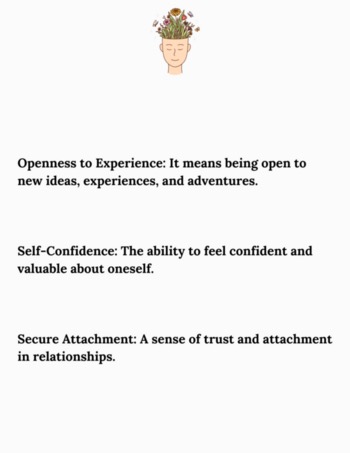 Openness to Experience: It means being open to
new ideas, experiences, and adventures.
Self-Confidence: The ability to feel confident and
valuable about oneself.
Secure Attachment: A sense of trust and attachment
in relationships.